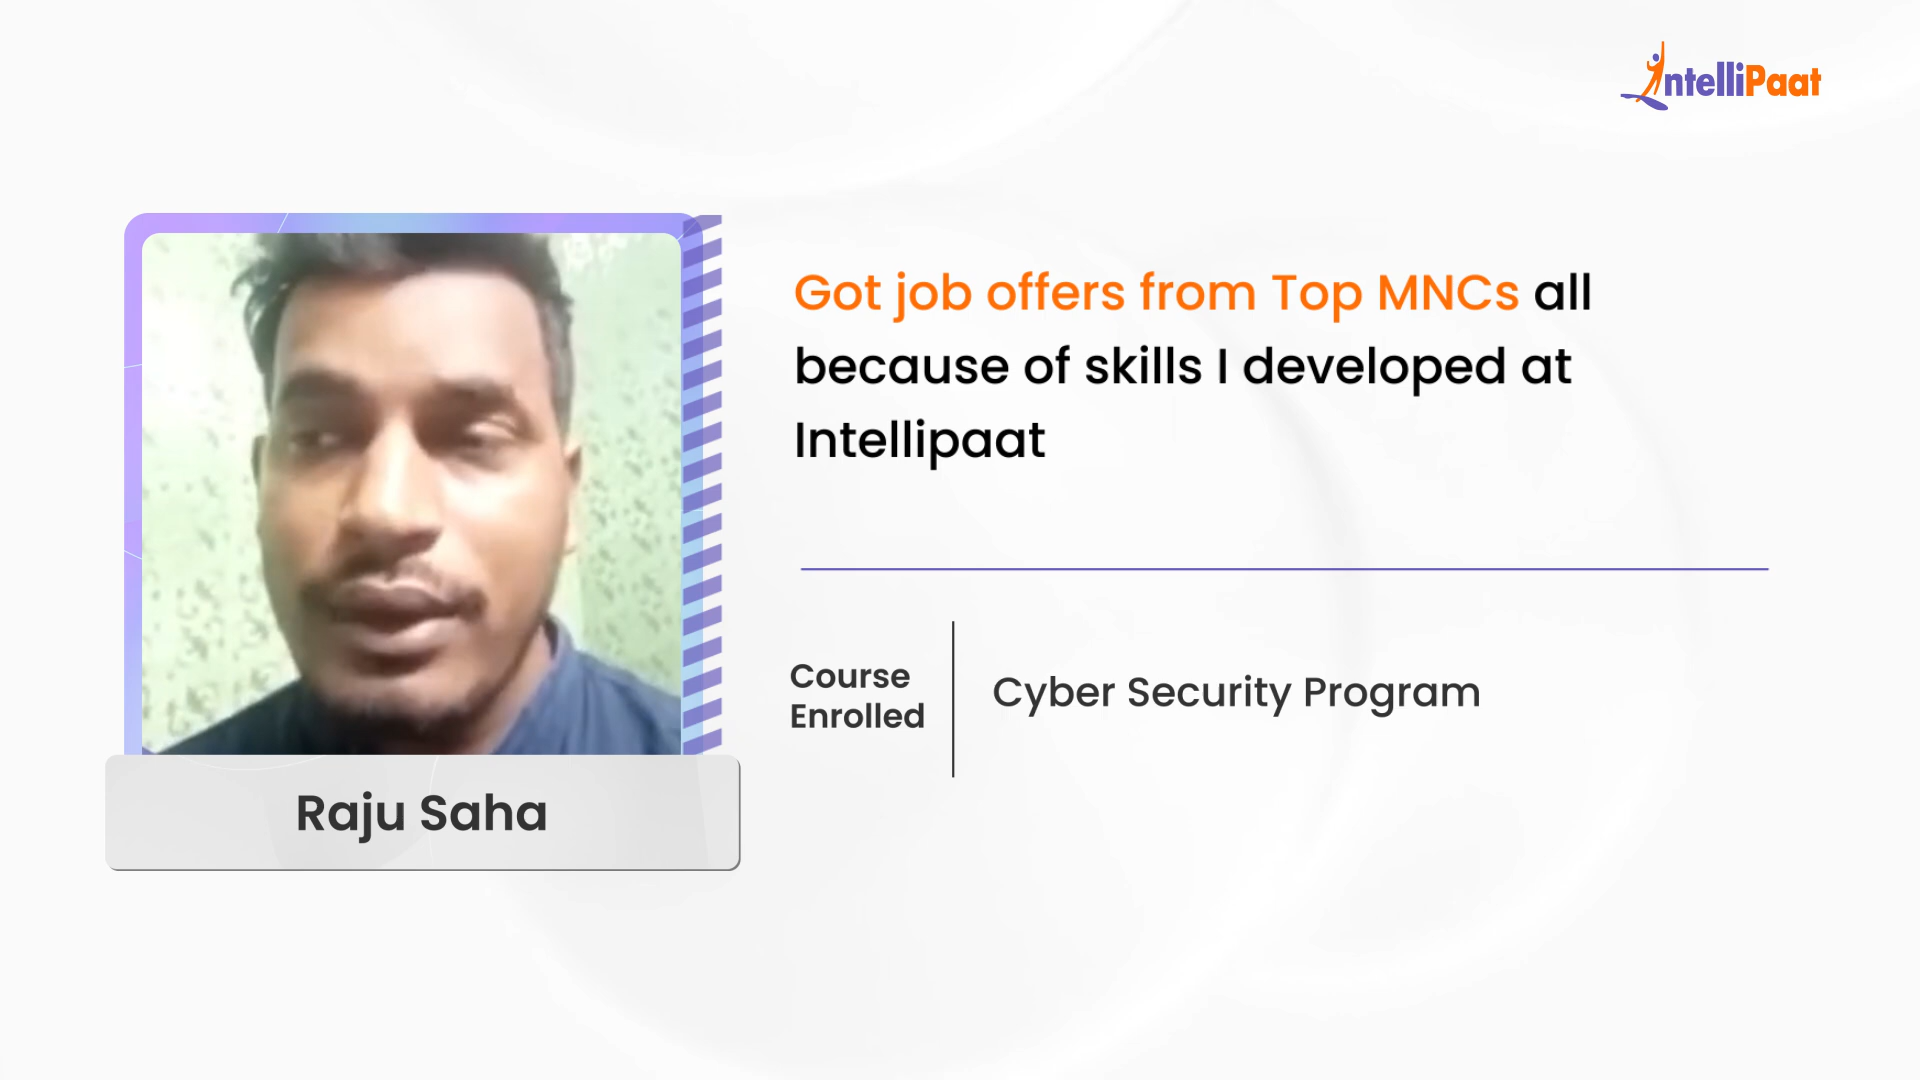 IntelliPaat
Got job offers from Top MNCs all
because of skills I developed at
Intellipaat
Course
Enrolled
Cyber Security Program
Raju Saha